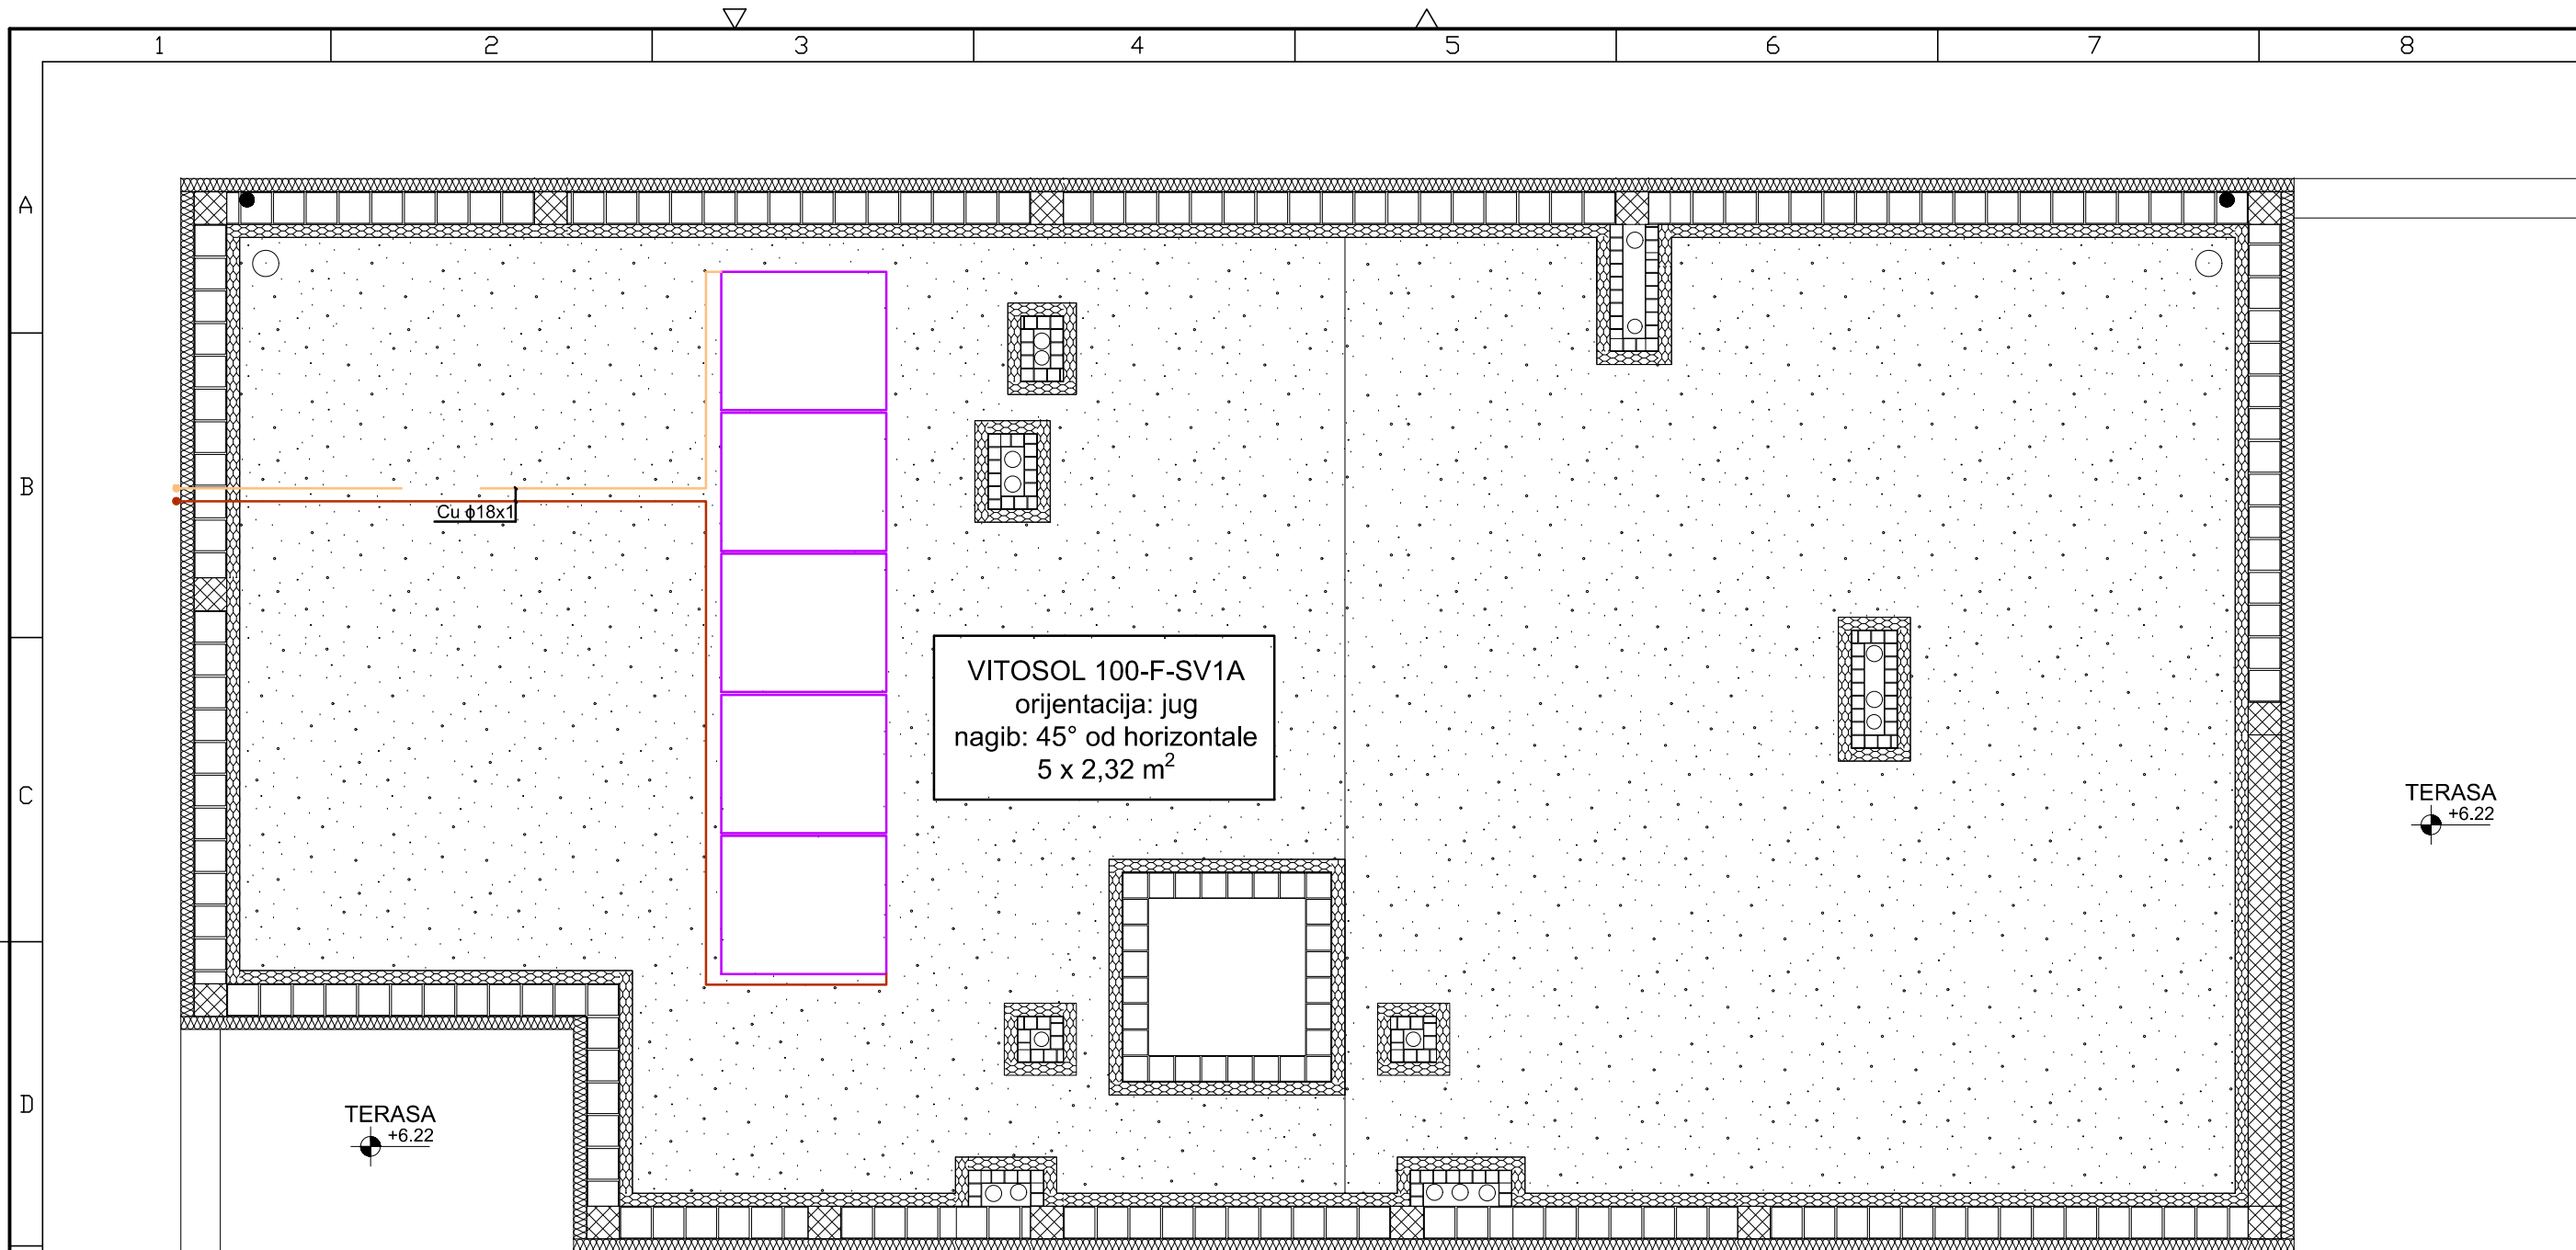 1 2 3 4 5 6 7 8
A
B
Cu ϕ18x1
VITOSOL 100-F-SV1A
orijentacija: jug
nagib: 45° od horizontale
5 x 2,32 m²
C
TERASA
+6.22
D
TERASA
+6.22